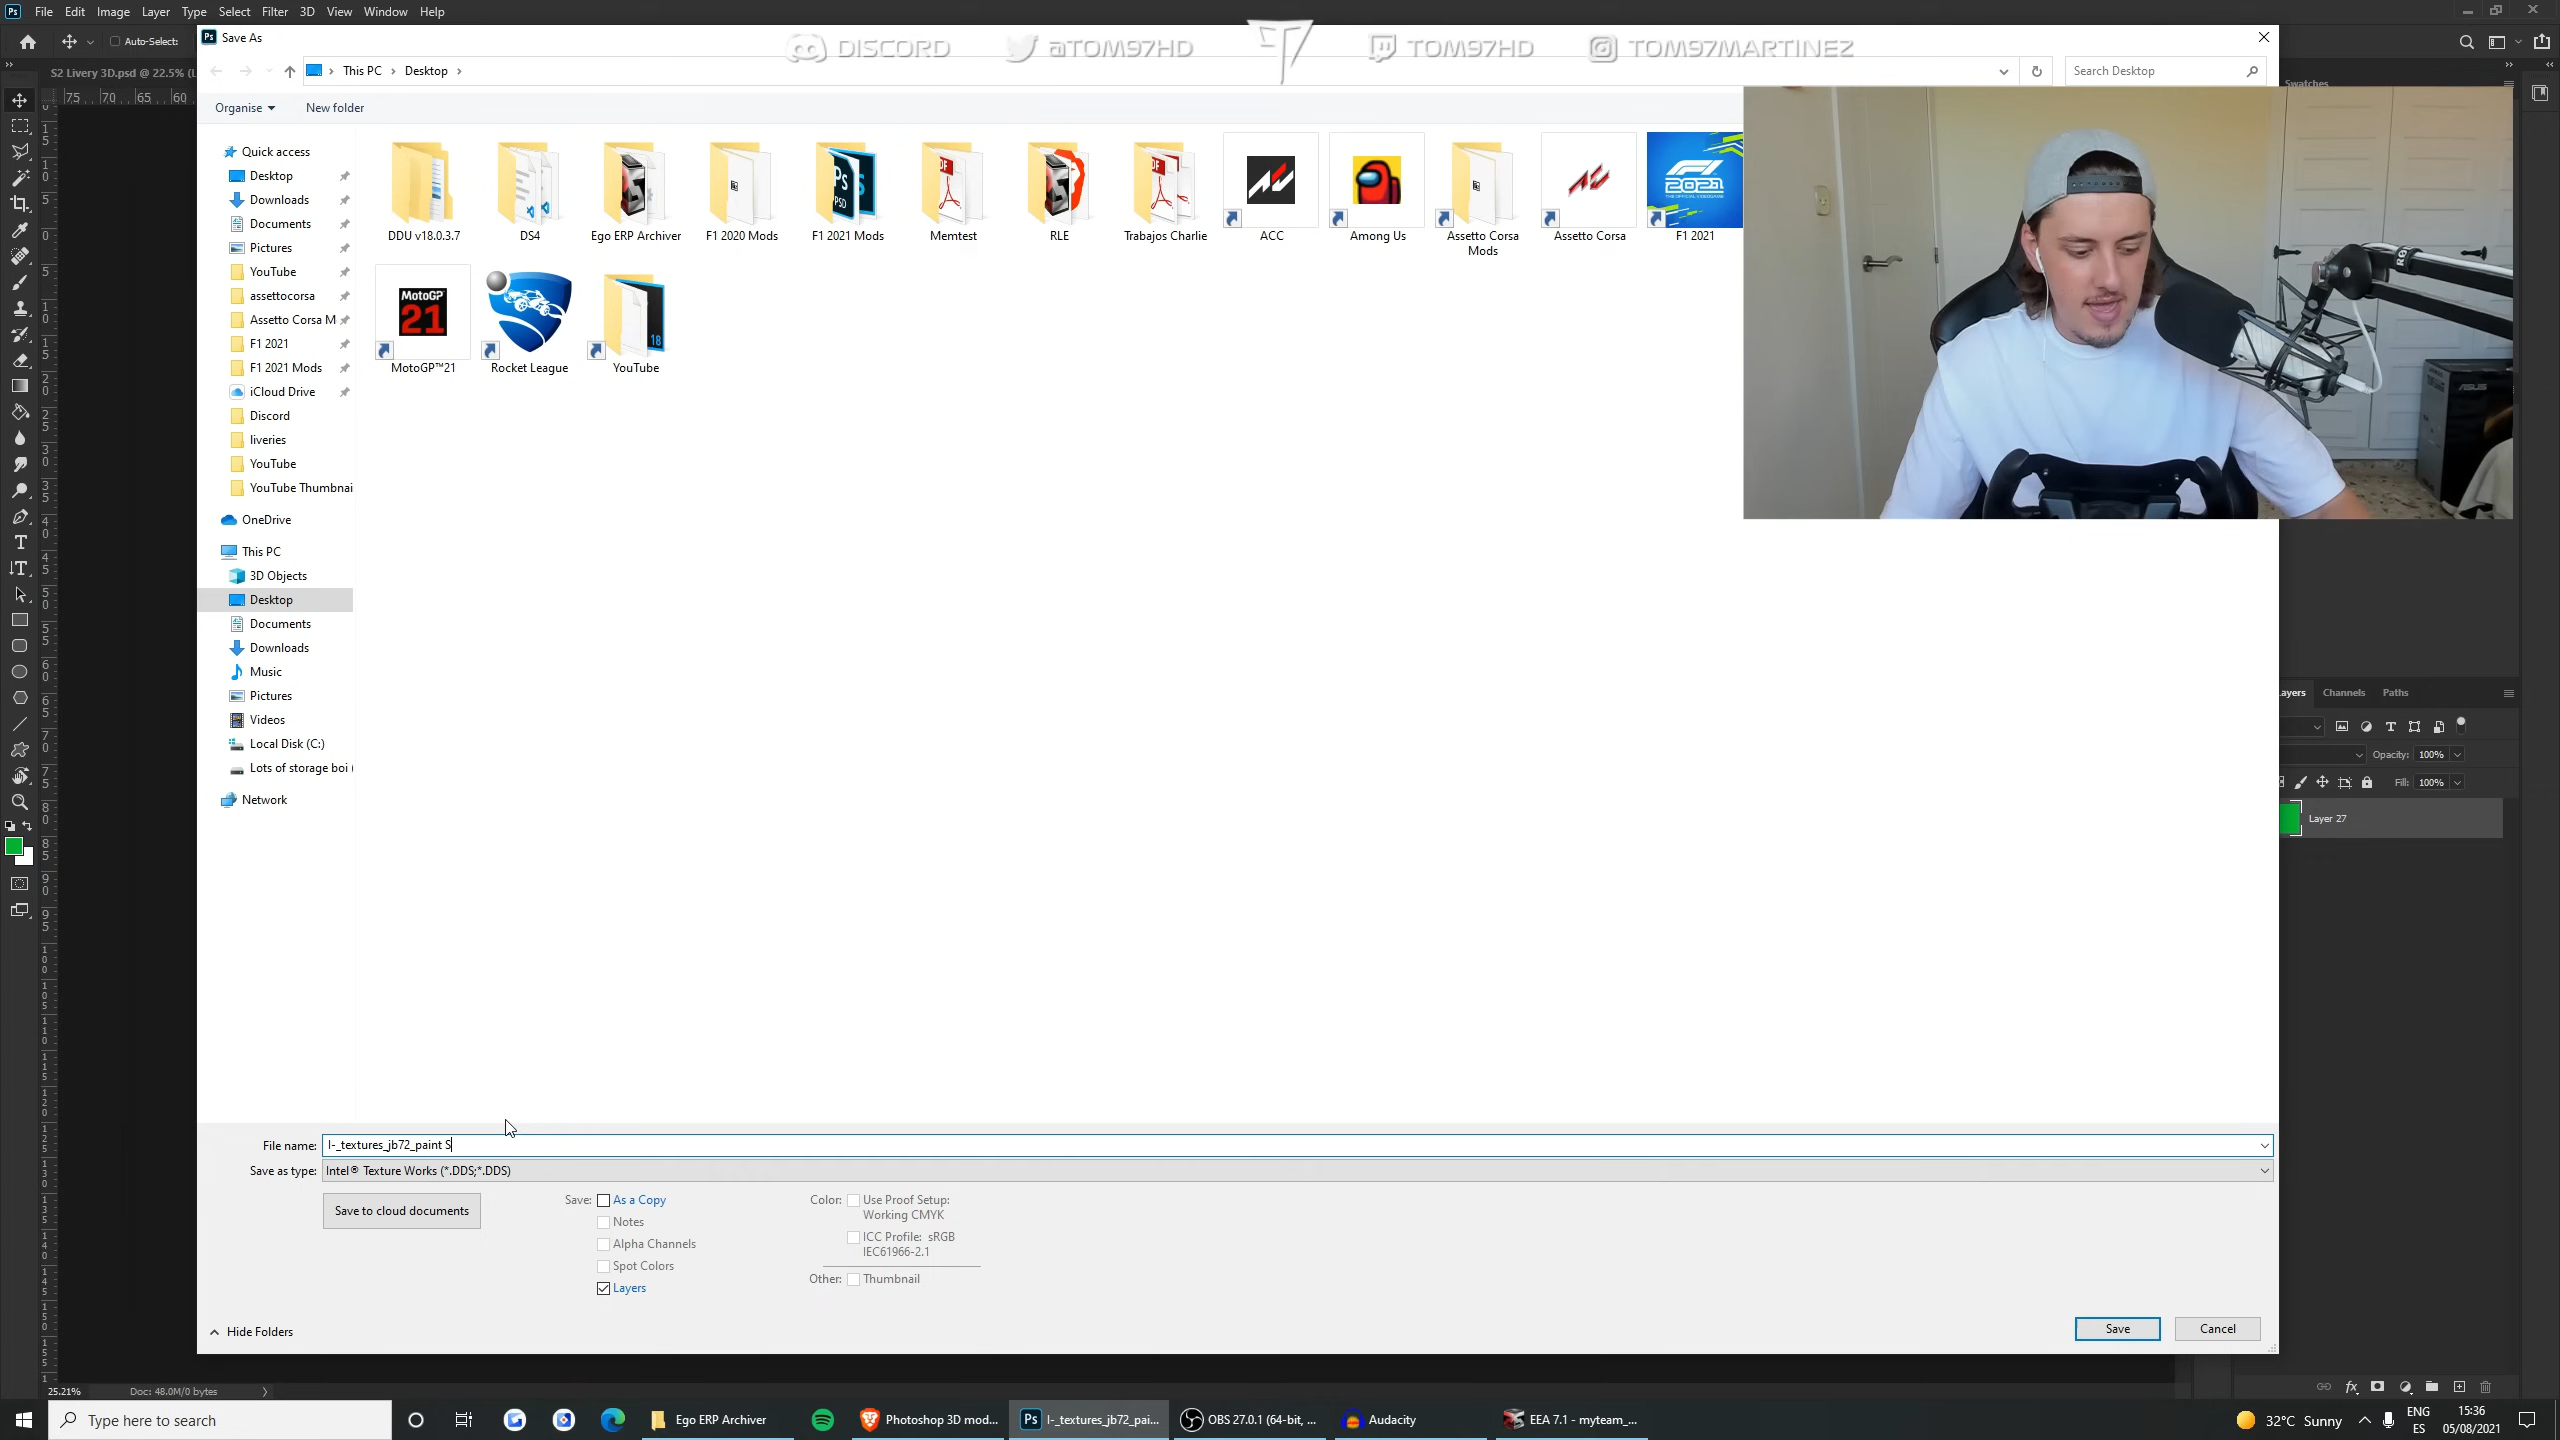 Ps File Edit Image Layer Type Select Filter 3D View Window Help
Auto-Select:
S2 Livery 3D.psd @ 22.5% (L
Ps Save As
DISCORD @TOM97HD TOM97HD TOM97MARTINEZ
This PC > Desktop >
Search Desktop
Swatches
Organise New folder
Quick access
Desktop
Downloads
Documents
Pictures
YouTube
assettocorsa
Assetto Corsa M
F1 2021
F1 2021 Mods
iCloud Drive
Discord
liveries
YouTube
YouTube Thumbnai
OneDrive
This PC
3D Objects
Desktop
Documents
Downloads
Music
Pictures
Videos
Local Disk (C:)
Lots of storage boi (
Network
DDU v18.0.3.7
DS4
Ego ERP Archiver
F1 2020 Mods
F1 2021 Mods
Memtest
RLE
Trabajos Charlie
ACC
Among Us
Assetto Corsa
Mods
Assetto Corsa
F1 2021
MotoGP™21
Rocket League
YouTube
File name: l-_textures_jb72_paint S
Save as type: Intel® Texture Works (*.DDS;*.DDS)
Save to cloud documents
Save: As a Copy
Notes
Alpha Channels
Spot Colors
Layers
Color: Use Proof Setup:
Working CMYK
ICC Profile: sRGB
IEC61966-2.1
Other: Thumbnail
Hide Folders
Save Cancel
ayers Channels Paths
Opacity: 100%
Fill: 100%
Layer 27
25.21% Doc: 48.0M/0 bytes
Type here to search
Ego ERP Archiver
Photoshop 3D mod...
l-_textures_jb72_pai...
OBS 27.0.1 (64-bit, ...
Audacity
EEA 7.1 - myteam_...
32°C Sunny
ENG
ES
15:36
05/08/2021